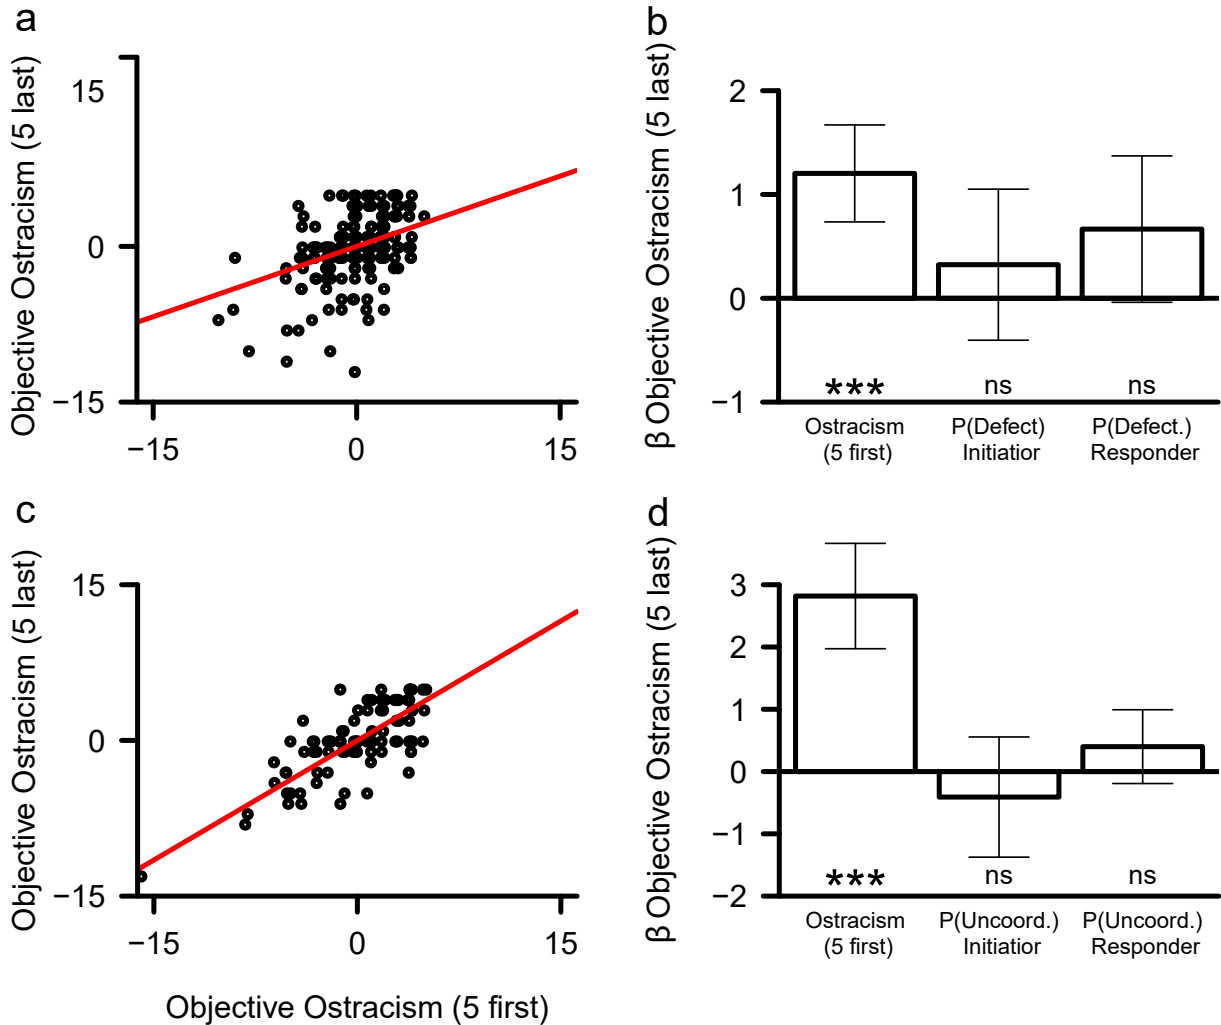 a
Objective Ostracism (5 last)
15
0
−15
−15
0
15
b
β Objective Ostracism (5 last)
2
1
0
−1
***
ns
ns
Ostracism
(5 first)
P(Defect)
Initiatior
P(Defect.)
Responder
c
Objective Ostracism (5 last)
15
0
−15
−15
0
15
Objective Ostracism (5 first)
d
β Objective Ostracism (5 last)
3
2
1
0
−1
−2
***
ns
ns
Ostracism
(5 first)
P(Uncoord.)
Initiatior
P(Uncoord.)
Responder